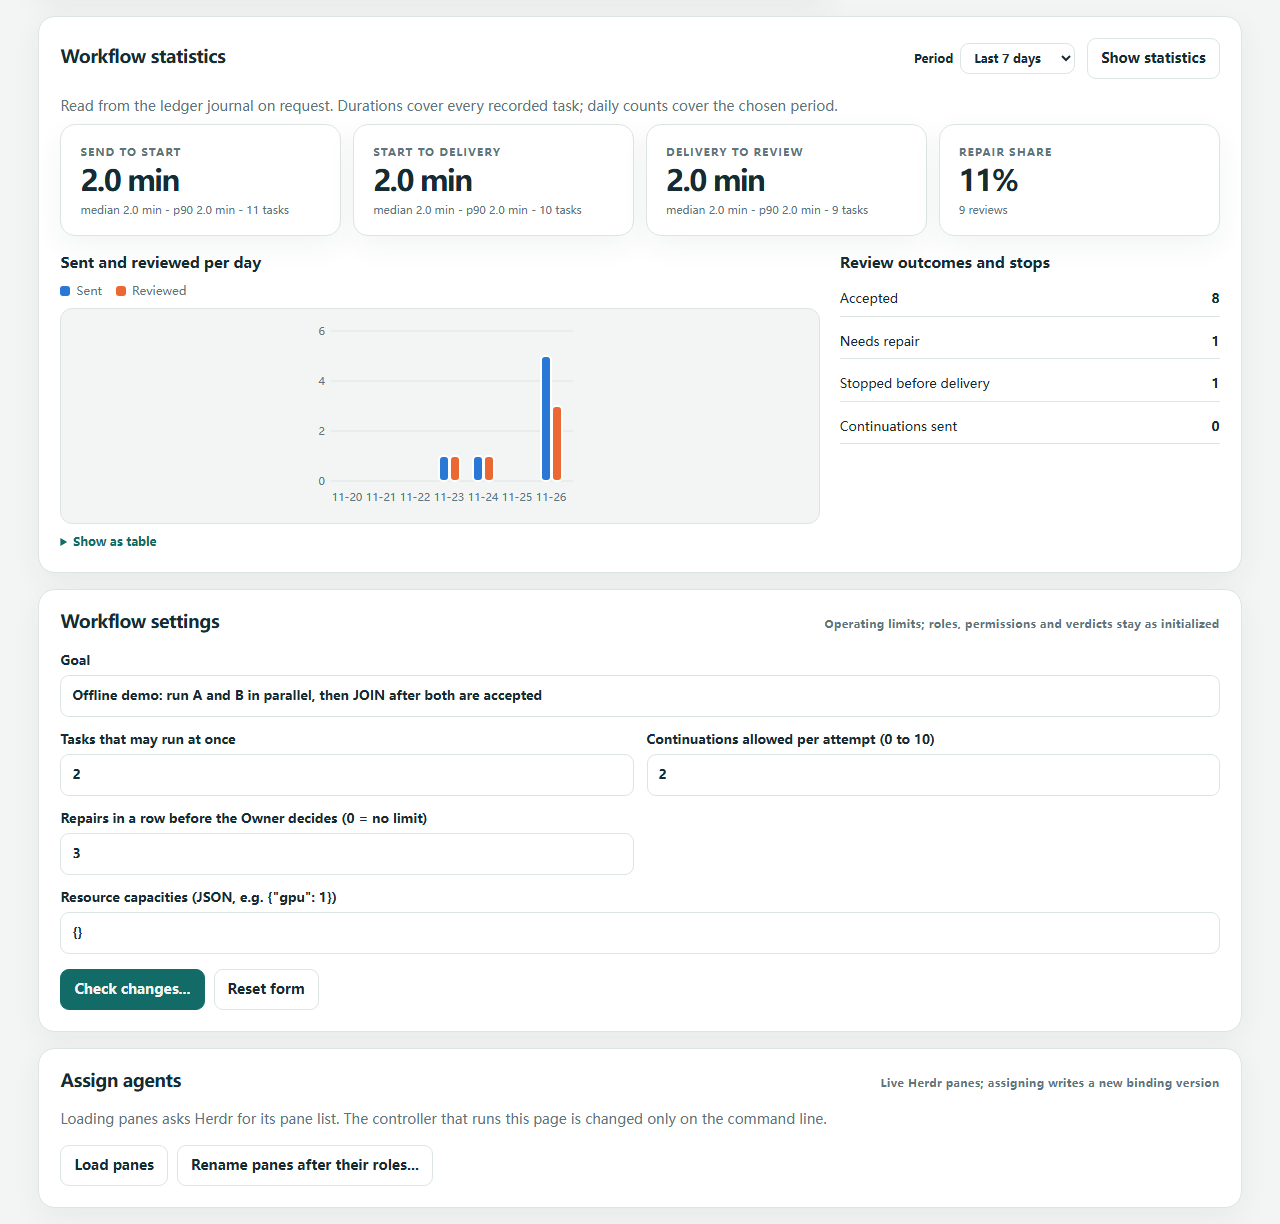 Workflow statistics
Period
Last 7 days
Show statistics
Read from the ledger journal on request. Durations cover every recorded task; daily counts cover the chosen period.
SEND TO START
2.0 min
median 2.0 min - p90 2.0 min - 11 tasks
START TO DELIVERY
2.0 min
median 2.0 min - p90 2.0 min - 10 tasks
DELIVERY TO REVIEW
2.0 min
median 2.0 min - p90 2.0 min - 9 tasks
REPAIR SHARE
11%
9 reviews
Sent and reviewed per day
Sent Reviewed
6
4
2
0
11-20 11-21 11-22 11-23 11-24 11-25 11-26
Show as table
Review outcomes and stops
Accepted 8
Needs repair 1
Stopped before delivery 1
Continuations sent 0
Workflow settings
Operating limits; roles, permissions and verdicts stay as initialized
Goal
Offline demo: run A and B in parallel, then JOIN after both are accepted
Tasks that may run at once
2
Continuations allowed per attempt (0 to 10)
2
Repairs in a row before the Owner decides (0 = no limit)
3
Resource capacities (JSON, e.g. {"gpu": 1})
{}
Check changes...
Reset form
Assign agents
Live Herdr panes; assigning writes a new binding version
Loading panes asks Herdr for its pane list. The controller that runs this page is changed only on the command line.
Load panes
Rename panes after their roles...